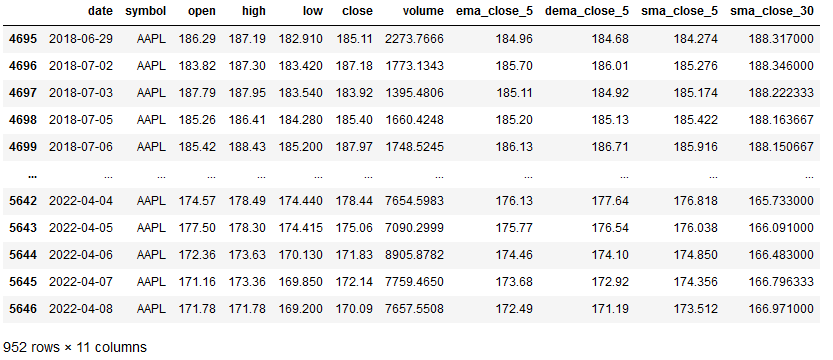 date symbol open high low close volume ema_close_5 dema_close_5 sma_close_5 sma_close_30
4695 2018-06-29 AAPL 186.29 187.19 182.910 185.11 2273.7666 184.96 184.68 184.274 188.317000
4696 2018-07-02 AAPL 183.82 187.30 183.420 187.18 1773.1343 185.70 186.01 185.276 188.346000
4697 2018-07-03 AAPL 187.79 187.95 183.540 183.92 1395.4806 185.11 184.92 185.174 188.222333
4698 2018-07-05 AAPL 185.26 186.41 184.280 185.40 1660.4248 185.20 185.13 185.422 188.163667
4699 2018-07-06 AAPL 185.42 188.43 185.200 187.97 1748.5245 186.13 186.71 185.916 188.150667
... ... ... ... ... ... ... ... ... ... ... ...
5642 2022-04-04 AAPL 174.57 178.49 174.440 178.44 7654.5983 176.13 177.64 176.818 165.733000
5643 2022-04-05 AAPL 177.50 178.30 174.415 175.06 7090.2999 175.77 176.54 176.038 166.091000
5644 2022-04-06 AAPL 172.36 173.63 170.130 171.83 8905.8782 174.46 174.10 174.850 166.483000
5645 2022-04-07 AAPL 171.16 173.36 169.850 172.14 7759.4650 173.68 172.92 174.356 166.796333
5646 2022-04-08 AAPL 171.78 171.78 169.200 170.09 7657.5508 172.49 171.19 173.512 166.971000
952 rows × 11 columns